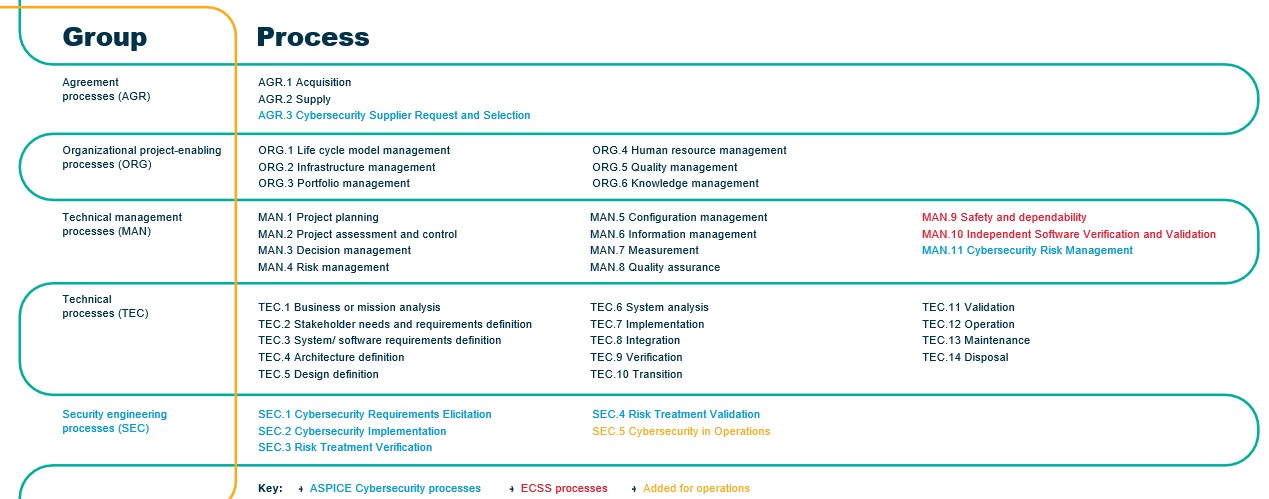 Group
Process
Agreement
processes (AGR)
AGR.1 Acquisition
AGR.2 Supply
AGR.3 Cybersecurity Supplier Request and Selection
Organizational project-enabling
processes (ORG)
ORG.1 Life cycle model management
ORG.2 Infrastructure management
ORG.3 Portfolio management
ORG.4 Human resource management
ORG.5 Quality management
ORG.6 Knowledge management
Technical management
processes (MAN)
MAN.1 Project planning
MAN.2 Project assessment and control
MAN.3 Decision management
MAN.4 Risk management
MAN.5 Configuration management
MAN.6 Information management
MAN.7 Measurement
MAN.8 Quality assurance
MAN.9 Safety and dependability
MAN.10 Independent Software Verification and Validation
MAN.11 Cybersecurity Risk Management
Technical
processes (TEC)
TEC.1 Business or mission analysis
TEC.2 Stakeholder needs and requirements definition
TEC.3 System/ software requirements definition
TEC.4 Architecture definition
TEC.5 Design definition
TEC.6 System analysis
TEC.7 Implementation
TEC.8 Integration
TEC.9 Verification
TEC.10 Transition
TEC.11 Validation
TEC.12 Operation
TEC.13 Maintenance
TEC.14 Disposal
Security engineering
processes (SEC)
SEC.1 Cybersecurity Requirements Elicitation
SEC.2 Cybersecurity Implementation
SEC.3 Risk Treatment Verification
SEC.4 Risk Treatment Validation
SEC.5 Cybersecurity in Operations
Key: ASPICE Cybersecurity processes ECSS processes Added for operations